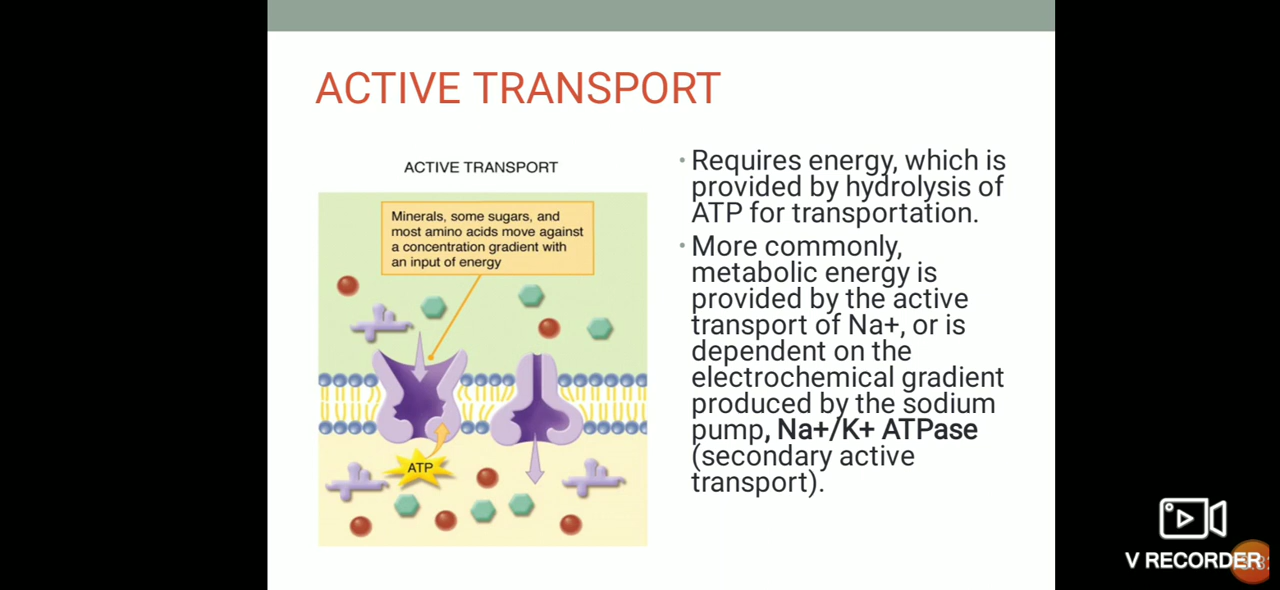 ACTIVE TRANSPORT
ACTIVE TRANSPORT
Minerals, some sugars, and
most amino acids move against
a concentration gradient with
an input of energy
ATP
• Requires energy, which is
provided by hydrolysis of
ATP for transportation.
• More commonly,
metabolic energy is
provided by the active
transport of Na+, or is
dependent on the
electrochemical gradient
produced by the sodium
pump, Na+/K+ ATPase
(secondary active
transport).
V RECORDER